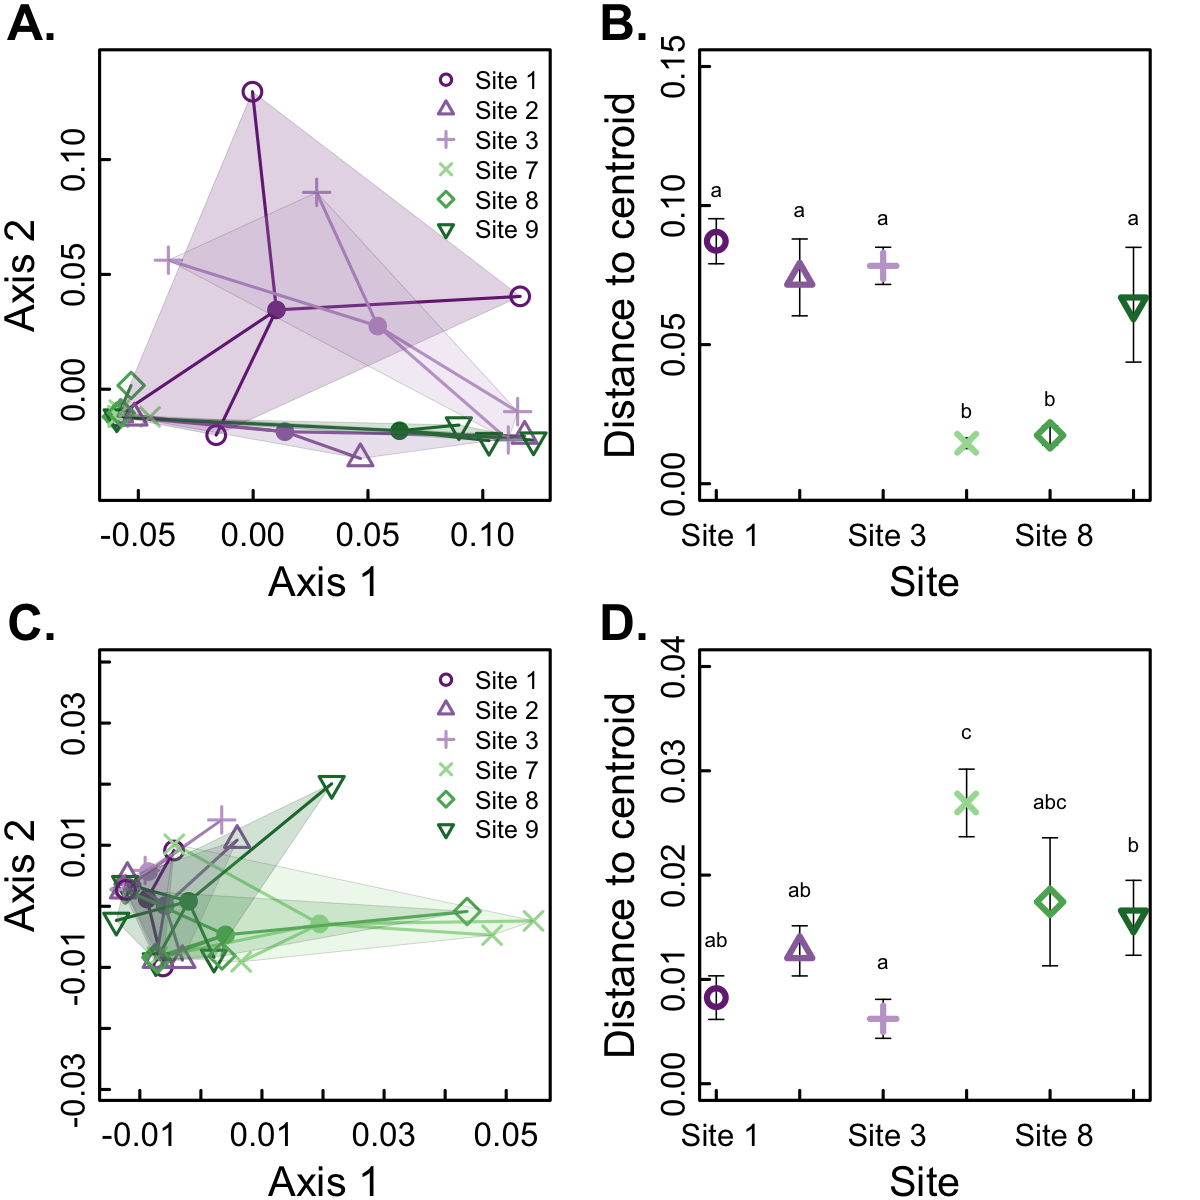 A.
Axis 2
0.10
0.05
0.00
Site 1
Site 2
Site 3
Site 7
Site 8
Site 9
-0.05 0.00 0.05 0.10
Axis 1
B.
Distance to centroid
0.15
0.10
0.05
0.00
a
a
a
b
b
a
Site 1 Site 3 Site 8
Site
C.
Axis 2
0.03
0.01
-0.01
-0.03
Site 1
Site 2
Site 3
Site 7
Site 8
Site 9
-0.01 0.01 0.03 0.05
Axis 1
D.
Distance to centroid
0.04
0.03
0.02
0.01
0.00
ab
ab
a
c
abc
b
Site 1 Site 3 Site 8
Site